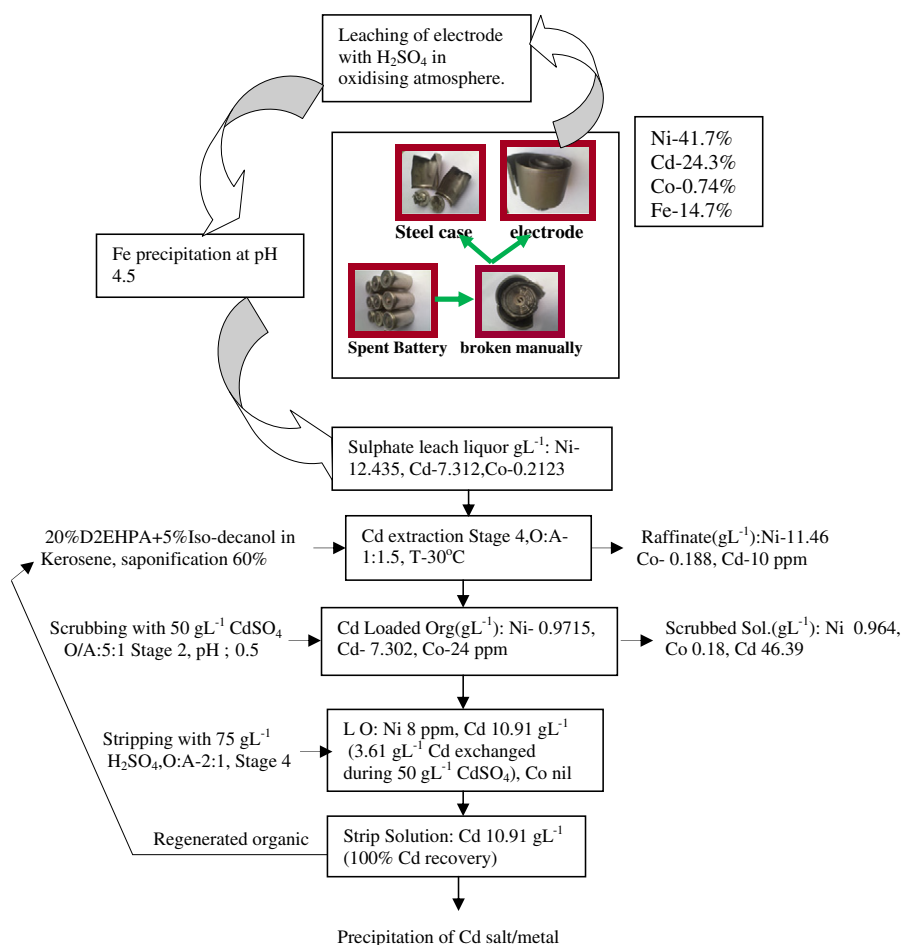 Leaching of electrode
with H₂SO₄ in
oxidising atmosphere.
Ni-41.7%
Cd-24.3%
Co-0.74%
Fe-14.7%
Steel case
electrode
Fe precipitation at pH
4.5
Spent Battery
broken manually
Sulphate leach liquor gL⁻¹: Ni-
12.435, Cd-7.312,Co-0.2123
20%D2EHPA+5%Iso-decanol in
Kerosene, saponification 60%
Cd extraction Stage 4,O:A-
1:1.5, T-30°C
Raffinate(gL⁻¹):Ni-11.46
Co- 0.188, Cd-10 ppm
Scrubbing with 50 gL⁻¹ CdSO₄
O/A:5:1 Stage 2, pH ; 0.5
Cd Loaded Org(gL⁻¹): Ni- 0.9715,
Cd- 7.302, Co-24 ppm
Scrubbed Sol.(gL⁻¹): Ni 0.964,
Co 0.18, Cd 46.39
Stripping with 75 gL⁻¹
H₂SO₄,O:A-2:1, Stage 4
L O: Ni 8 ppm, Cd 10.91 gL⁻¹
(3.61 gL⁻¹ Cd exchanged
during 50 gL⁻¹ CdSO₄), Co nil
Regenerated organic
Strip Solution: Cd 10.91 gL⁻¹
(100% Cd recovery)
Precipitation of Cd salt/metal